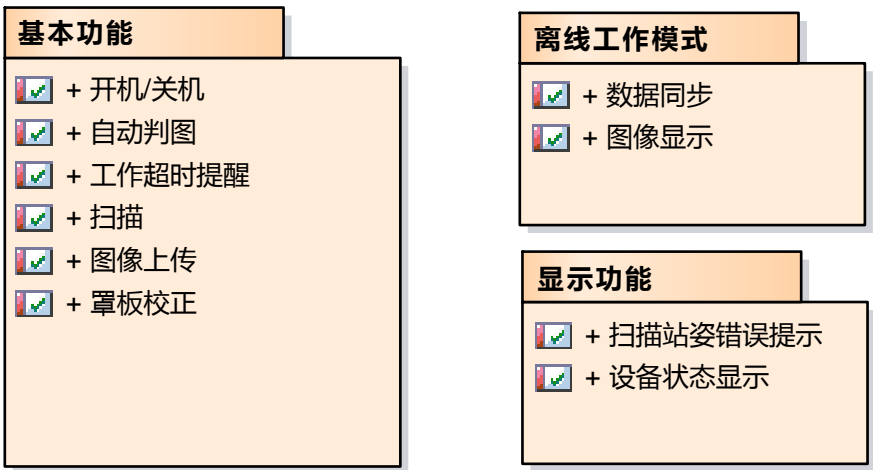 基本功能
+ 开机/关机
+ 自动判图
+ 工作超时提醒
+ 扫描
+ 图像上传
+ 罩板校正
离线工作模式
+ 数据同步
+ 图像显示
显示功能
+ 扫描站姿错误提示
+ 设备状态显示